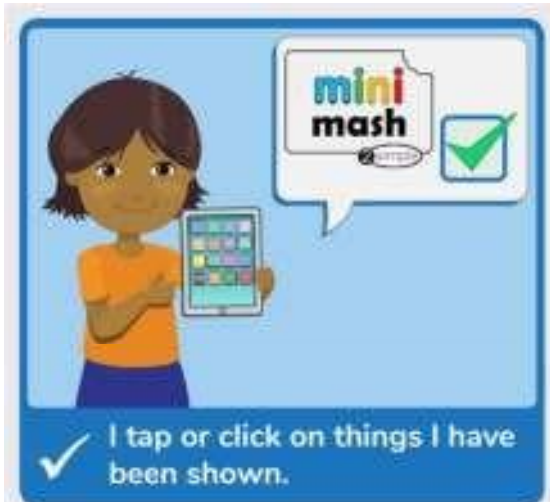 mini
mash
2simple
I tap or click on things I have
been shown.